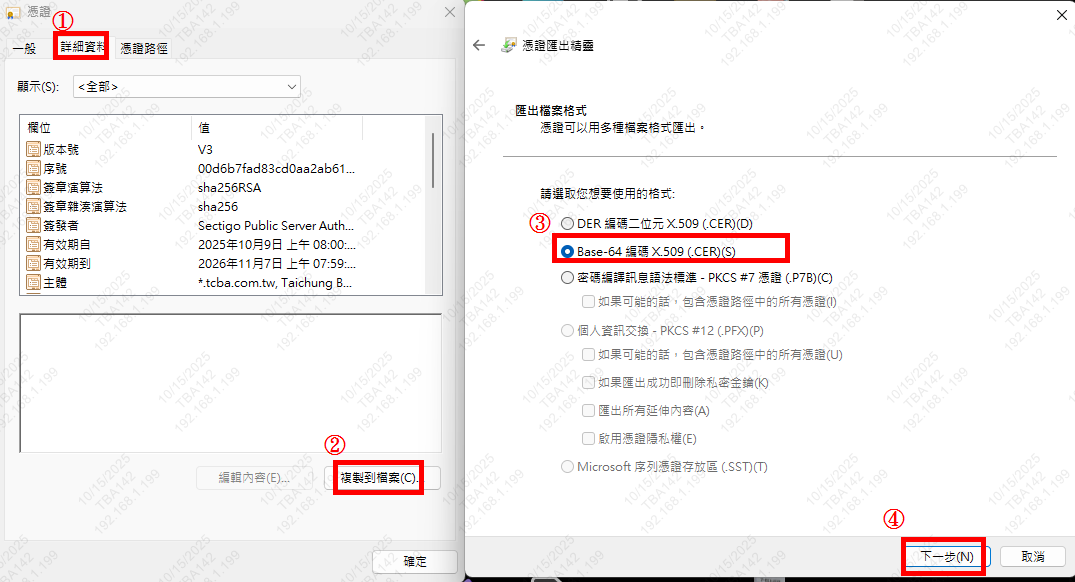 憑證
①
一般 詳細資料 憑證路徑
顯示(S): <全部>
欄位 值
版本號 V3
序號 00d6b7fad83cd0aa2ab61...
簽章演算法 sha256RSA
簽章雜湊演算法 sha256
簽發者 Sectigo Public Server Auth...
有效期自 2025年10月9日 上午 08:00:...
有效期到 2026年11月7日 上午 07:59:...
主體 *.tcba.com.tw, Taichung B...
②
編輯內容(E)... 複製到檔案(C)...
確定
憑證匯出精靈
匯出檔案格式
憑證可以用多種檔案格式匯出。
請選取您想要使用的格式:
③
DER 編碼二位元 X.509 (.CER)(D)
Base-64 編碼 X.509 (.CER)(S)
密碼編譯訊息語法標準 - PKCS #7 憑證 (.P7B)(C)
如果可能的話，包含憑證路徑中的所有憑證(I)
個人資訊交換 - PKCS #12 (.PFX)(P)
如果可能的話，包含憑證路徑中的所有憑證(U)
如果匯出成功即刪除私密金鑰(K)
匯出所有延伸內容(A)
啟用憑證隱私權(E)
Microsoft 序列憑證存放區 (.SST)(T)
④
下一步(N) 取消
10/15/2025
TBA142
192.168.1.199